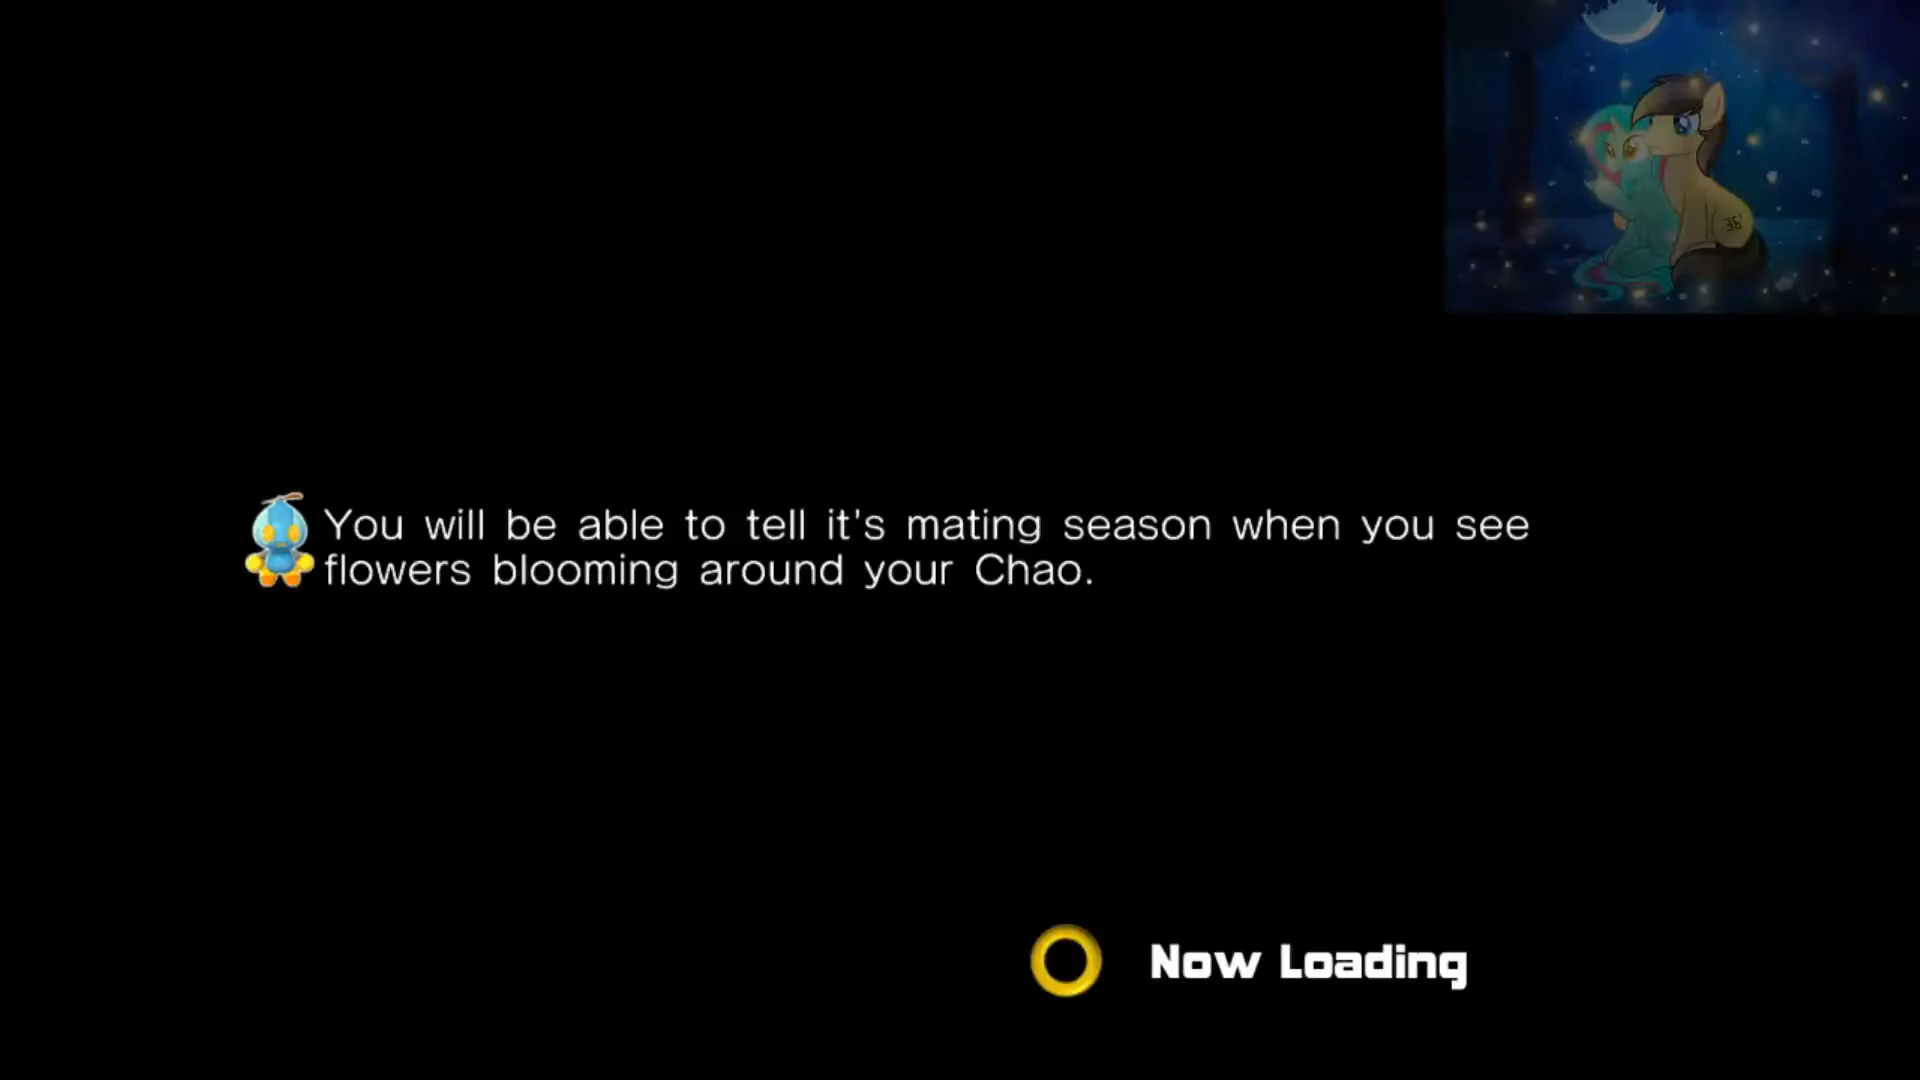 You will be able to tell it's mating season when you see
flowers blooming around your Chao.
Now Loading